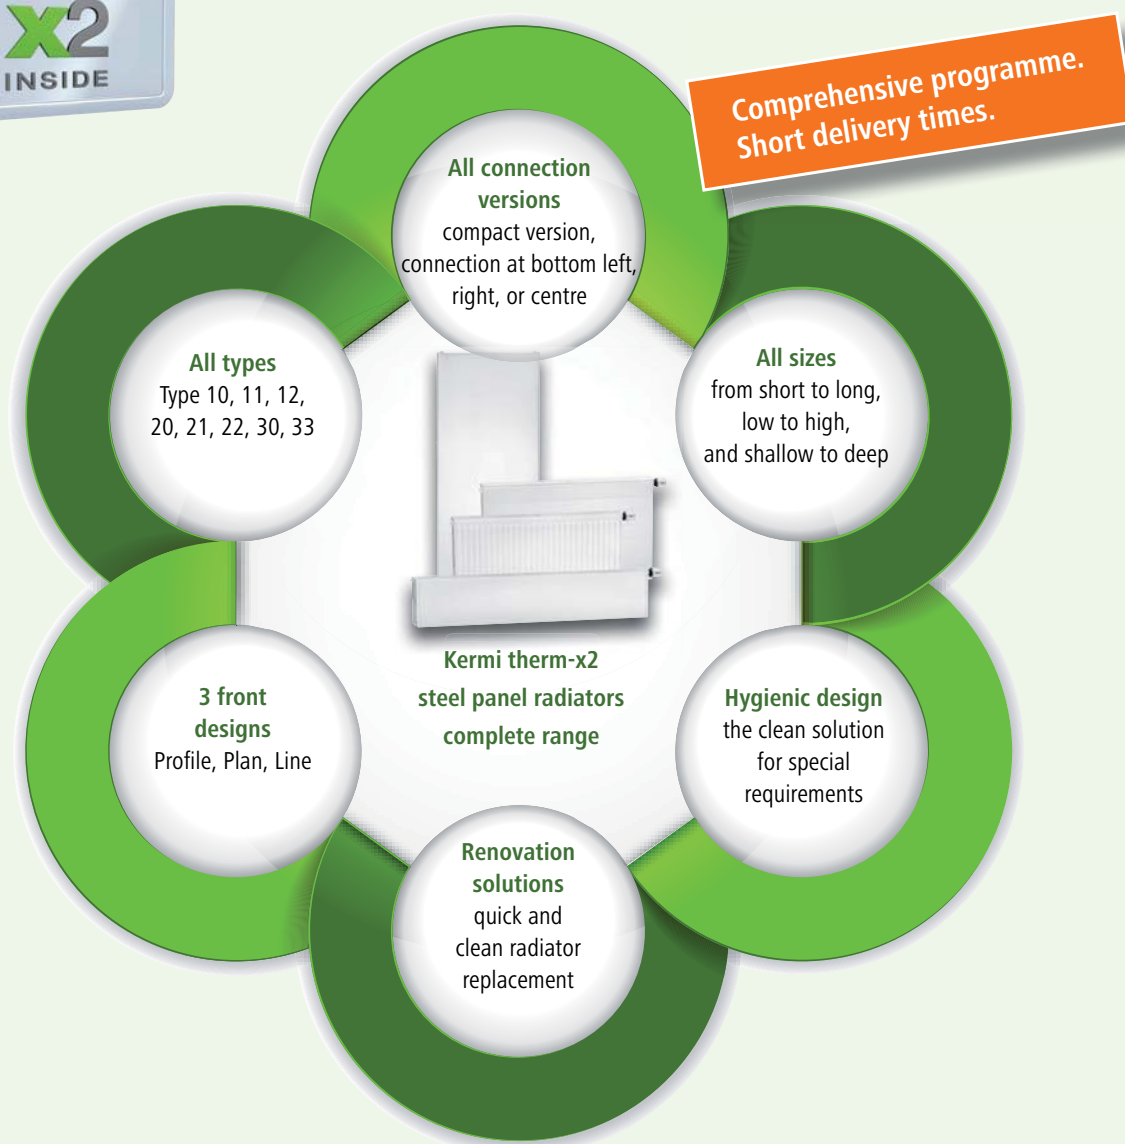 x2
INSIDE
Comprehensive programme.
Short delivery times.
All connection
versions
compact version,
connection at bottom left,
right, or centre
All types
Type 10, 11, 12,
20, 21, 22, 30, 33
All sizes
from short to long,
low to high,
and shallow to deep
Kermi therm-x2
steel panel radiators
complete range
3 front
designs
Profile, Plan, Line
Hygienic design
the clean solution
for special
requirements
Renovation
solutions
quick and
clean radiator
replacement